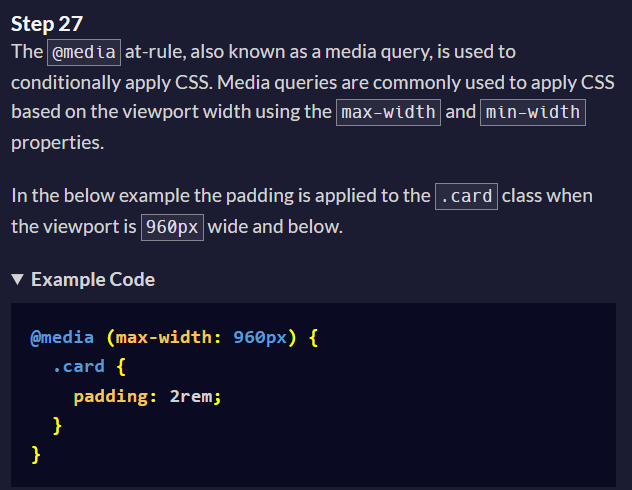 Step 27
The @media at-rule, also known as a media query, is used to
conditionally apply CSS. Media queries are commonly used to apply CSS
based on the viewport width using the max-width and min-width
properties.
In the below example the padding is applied to the .card class when
the viewport is 960px wide and below.
▼ Example Code
@media (max-width: 960px) {
  .card {
    padding: 2rem;
  }
}